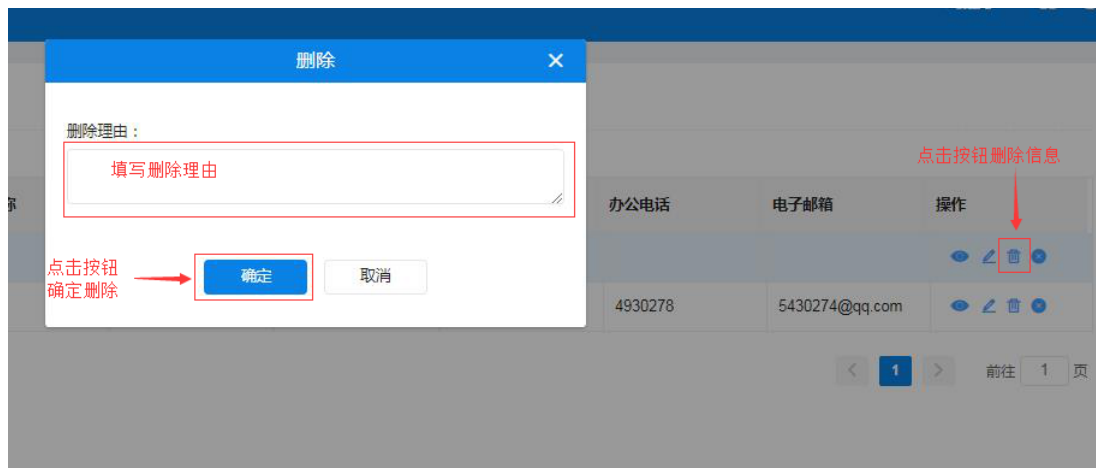 删除
删除理由：
填写删除理由
点击按钮删除信息
办公电话 电子邮箱 操作
点击按钮
确定删除
确定 取消
4930278 5430274@qq.com
1 前往 1 页